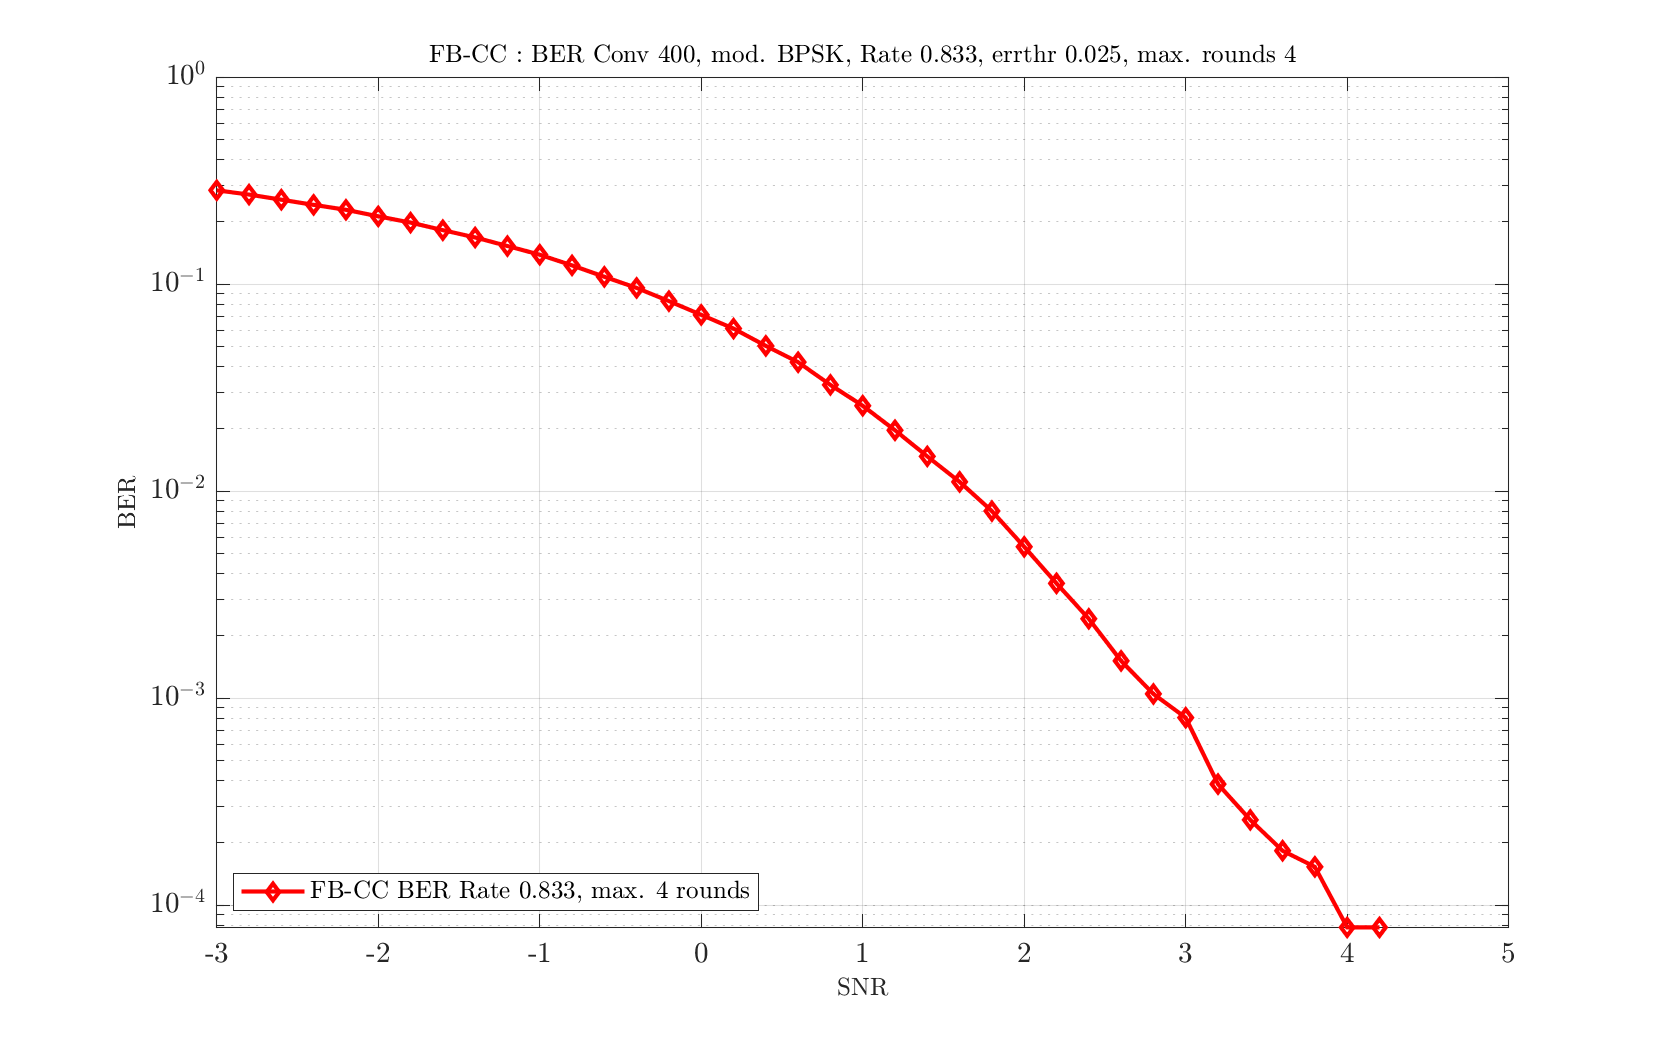 FB-CC : BER Conv 400, mod. BPSK, Rate 0.833, errthr 0.025, max. rounds 4
10^0
10^-1
10^-2
10^-3
10^-4
BER
FB-CC BER Rate 0.833, max. 4 rounds
-3 -2 -1 0 1 2 3 4 5
SNR